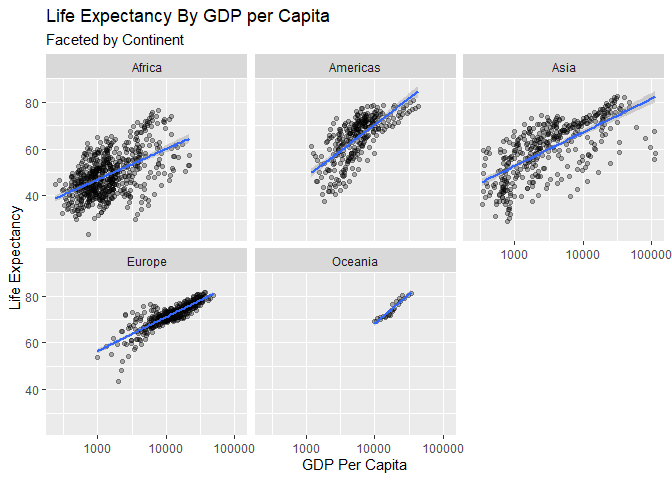 Life Expectancy By GDP per Capita
Faceted by Continent
Africa Americas Asia
80
60
40
1000 10000 100000
Europe Oceania
80
60
40
1000 10000 100000 1000 10000 100000
Life Expectancy
GDP Per Capita